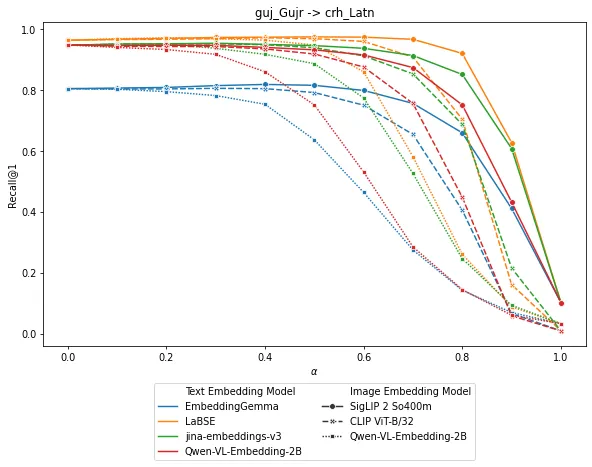 guj_Gujr -> crh_Latn
Recall@1
1.0
0.8
0.6
0.4
0.2
0.0
0.0 0.2 0.4 0.6 0.8 1.0
α
Text Embedding Model
EmbeddingGemma
LaBSE
jina-embeddings-v3
Qwen-VL-Embedding-2B
Image Embedding Model
SigLIP 2 So400m
CLIP ViT-B/32
Qwen-VL-Embedding-2B